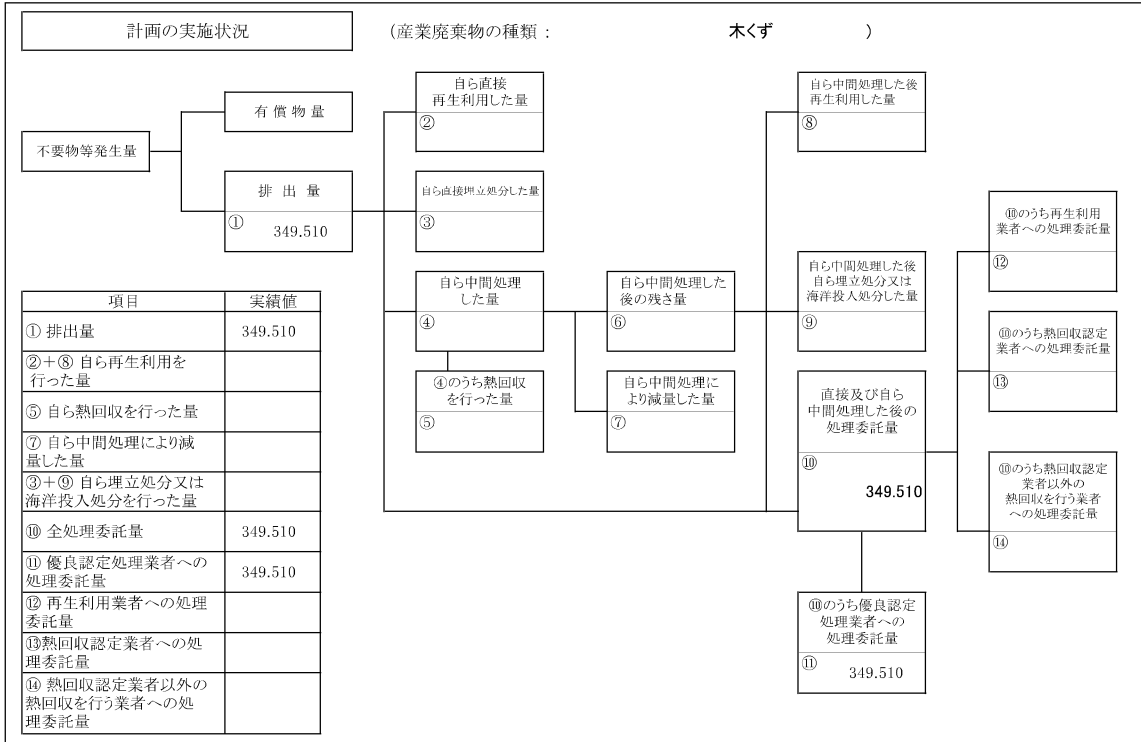 計画の実施状況
(産業廃棄物の種類： 木くず )
不要物等発生量
有償物量
排出量
① 349.510
自ら直接
再生利用した量
②
自ら直接埋立処分した量
③
自ら中間処理
した量
④
④のうち熱回収
を行った量
⑤
自ら中間処理した
後の残さ量
⑥
自ら中間処理に
より減量した量
⑦
自ら中間処理した後
再生利用した量
⑧
自ら中間処理した後
自ら埋立処分又は
海洋投入処分した量
⑨
直接及び自ら
中間処理した後の
処理委託量
⑩
349.510
⑩のうち優良認定
処理業者への
処理委託量
⑪ 349.510
⑩のうち再生利用
業者への処理委託量
⑫
⑩のうち熱回収認定
業者への処理委託量
⑬
⑩のうち熱回収認定
業者以外の
熱回収を行う業者
への処理委託量
⑭
項目 実績値
① 排出量 349.510
②＋⑧ 自ら再生利用を
行った量
⑤ 自ら熱回収を行った量
⑦ 自ら中間処理により減
量した量
③＋⑨ 自ら埋立処分又は
海洋投入処分を行った量
⑩ 全処理委託量 349.510
⑪ 優良認定処理業者への
処理委託量 349.510
⑫ 再生利用業者への処理
委託量
⑬熱回収認定業者への処
理委託量
⑭ 熱回収認定業者以外の
熱回収を行う業者への処
理委託量